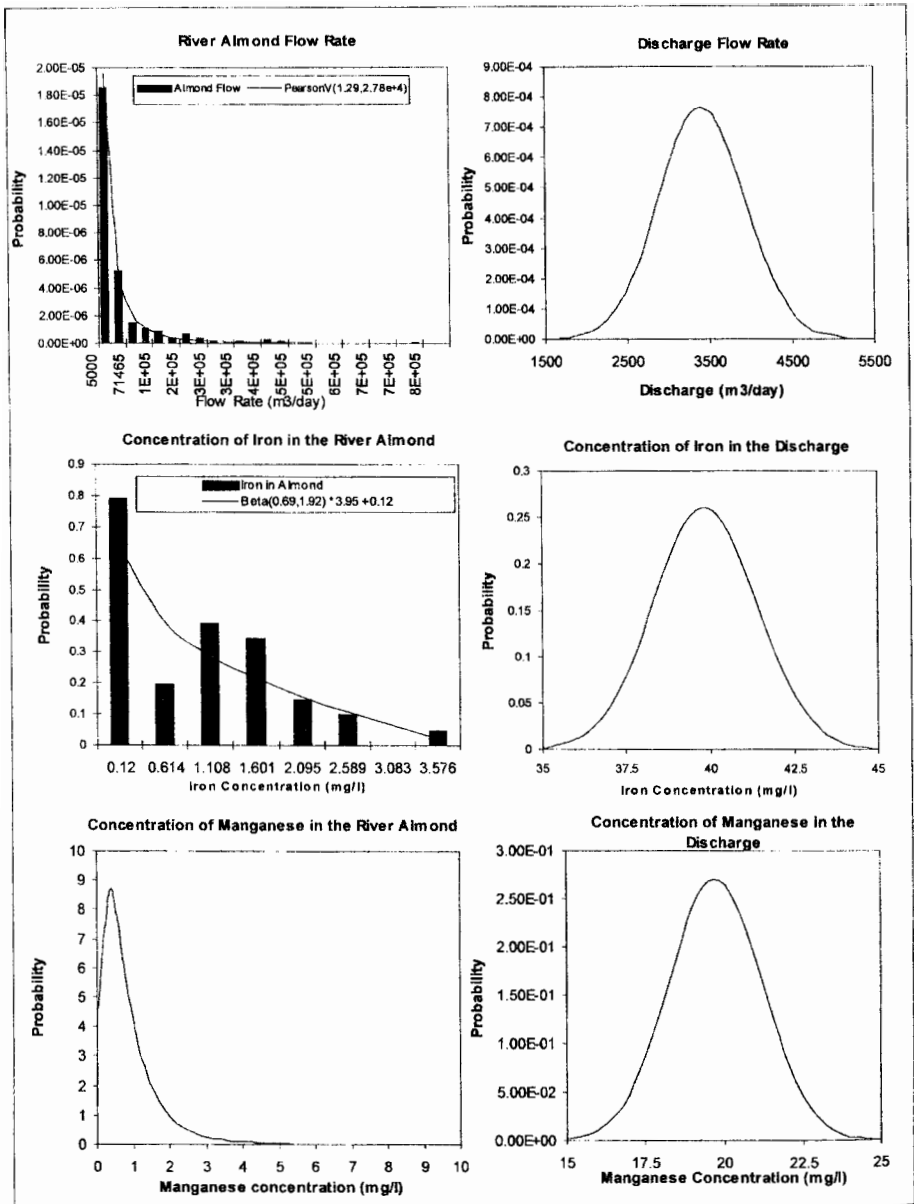 River Almond Flow Rate
Almond Flow PearsonV(1.29,2.78e+4)
Probability
2.00E-05
1.80E-05
1.60E-05
1.40E-05
1.20E-05
1.00E-05
8.00E-06
6.00E-06
4.00E-06
2.00E-06
0.00E+00
5000 71465 1E+05 2E+05 3E+05 3E+05 4E+05 5E+05 5E+05 6E+05 7E+05 7E+05 8E+05
Flow Rate (m3/day)
Discharge Flow Rate
Probability
9.00E-04
8.00E-04
7.00E-04
6.00E-04
5.00E-04
4.00E-04
3.00E-04
2.00E-04
1.00E-04
0.00E+00
1500 2500 3500 4500 5500
Discharge (m3/day)
Concentration of Iron in the River Almond
Iron in Almond
Beta(0.69,1.92) *3.95 +0.12
Probability
0.9
0.8
0.7
0.6
0.5
0.4
0.3
0.2
0.1
0
0.12 0.614 1.108 1.601 2.095 2.589 3.083 3.576
Iron Concentration (mg/l)
Concentration of Iron in the Discharge
Probability
0.3
0.25
0.2
0.15
0.1
0.05
0
35 37.5 40 42.5 45
Iron Concentration (mg/l)
Concentration of Manganese in the River Almond
Probability
10
9
8
7
6
5
4
3
2
1
0
0 1 2 3 4 5 6 7 8 9 10
Manganese concentration (mg/l)
Concentration of Manganese in the
Discharge
Probability
3.00E-01
2.50E-01
2.00E-01
1.50E-01
1.00E-01
5.00E-02
0.00E+00
15 17.5 20 22.5 25
Manganese Concentration (mg/l)